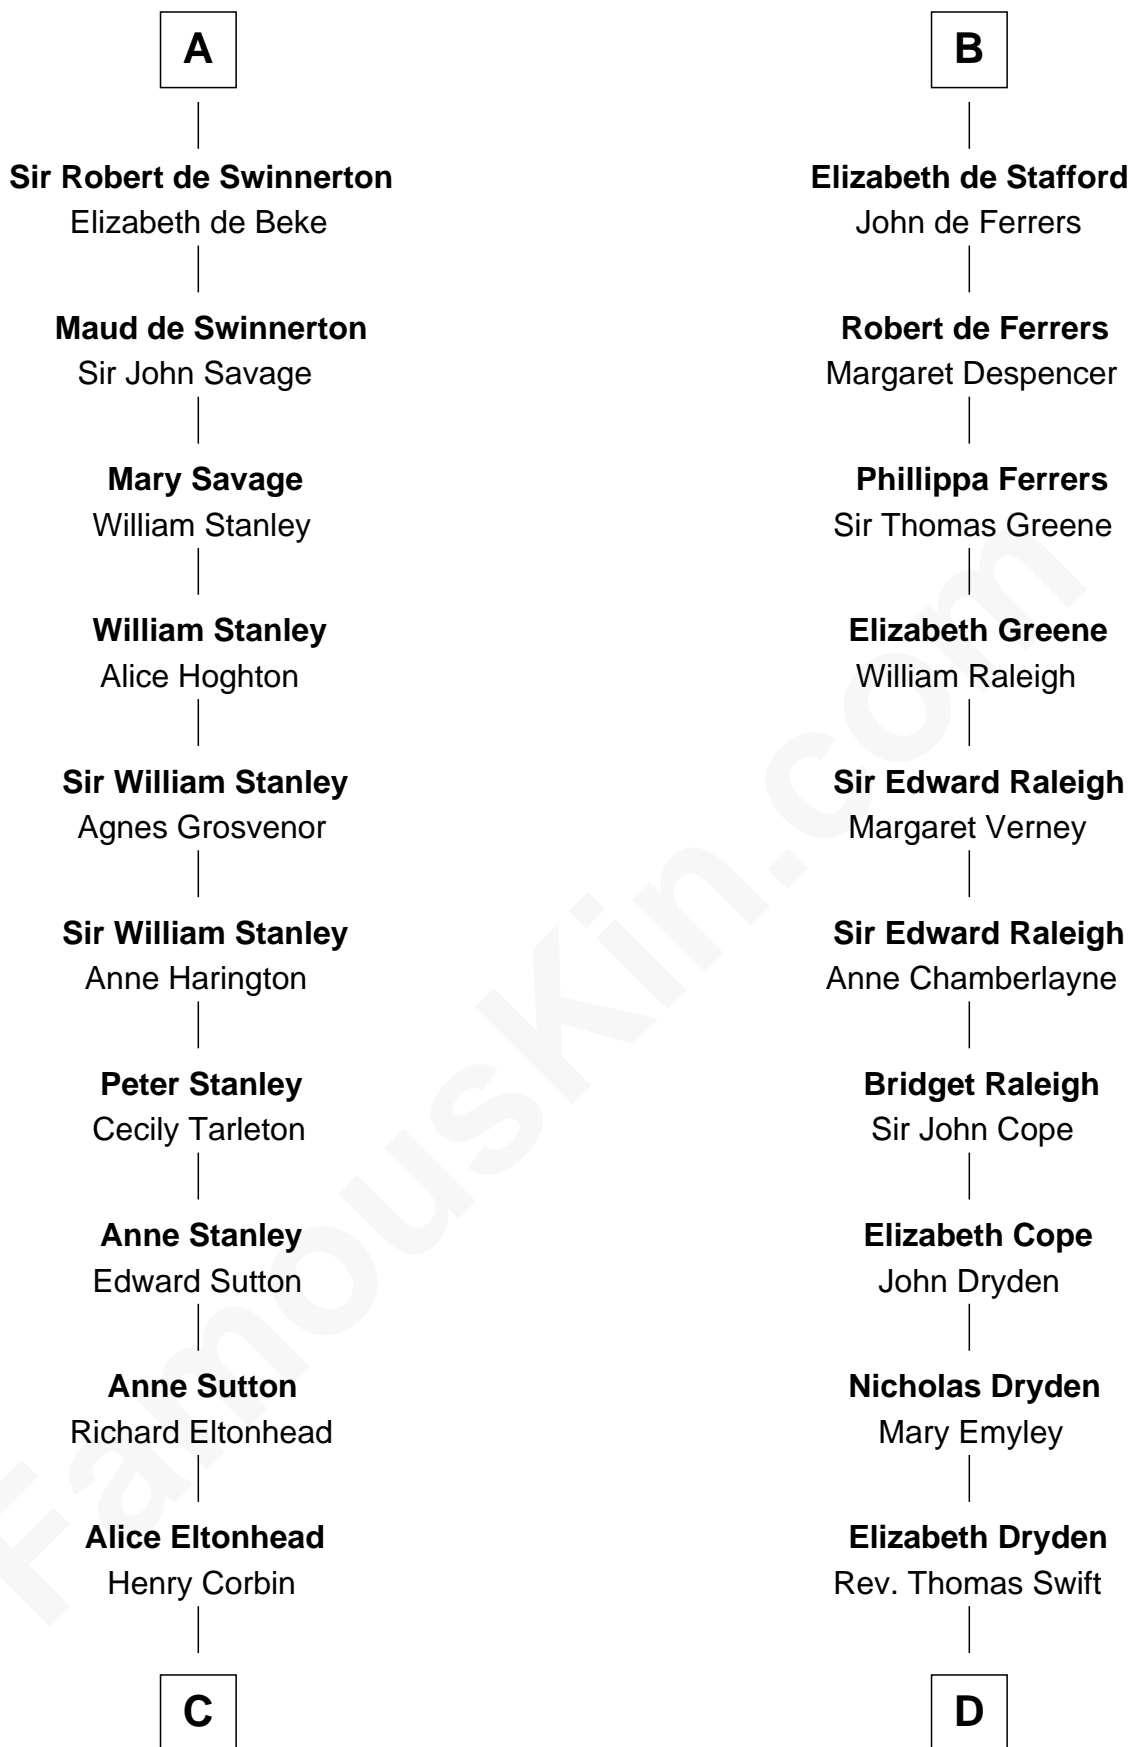 A
Sir Robert de Swinnerton
Elizabeth de Beke
Maud de Swinnerton
Sir John Savage
Mary Savage
William Stanley
William Stanley
Alice Hoghton
Sir William Stanley
Agnes Grosvenor
Sir William Stanley
Anne Harington
Peter Stanley
Cecily Tarleton
Anne Stanley
Edward Sutton
Anne Sutton
Richard Eltonhead
Alice Eltonhead
Henry Corbin
C
B
Elizabeth de Stafford
John de Ferrers
Robert de Ferrers
Margaret Despencer
Phillippa Ferrers
Sir Thomas Greene
Elizabeth Greene
William Raleigh
Sir Edward Raleigh
Margaret Verney
Sir Edward Raleigh
Anne Chamberlayne
Bridget Raleigh
Sir John Cope
Elizabeth Cope
John Dryden
Nicholas Dryden
Mary Emyley
Elizabeth Dryden
Rev. Thomas Swift
D
FamousKin.com